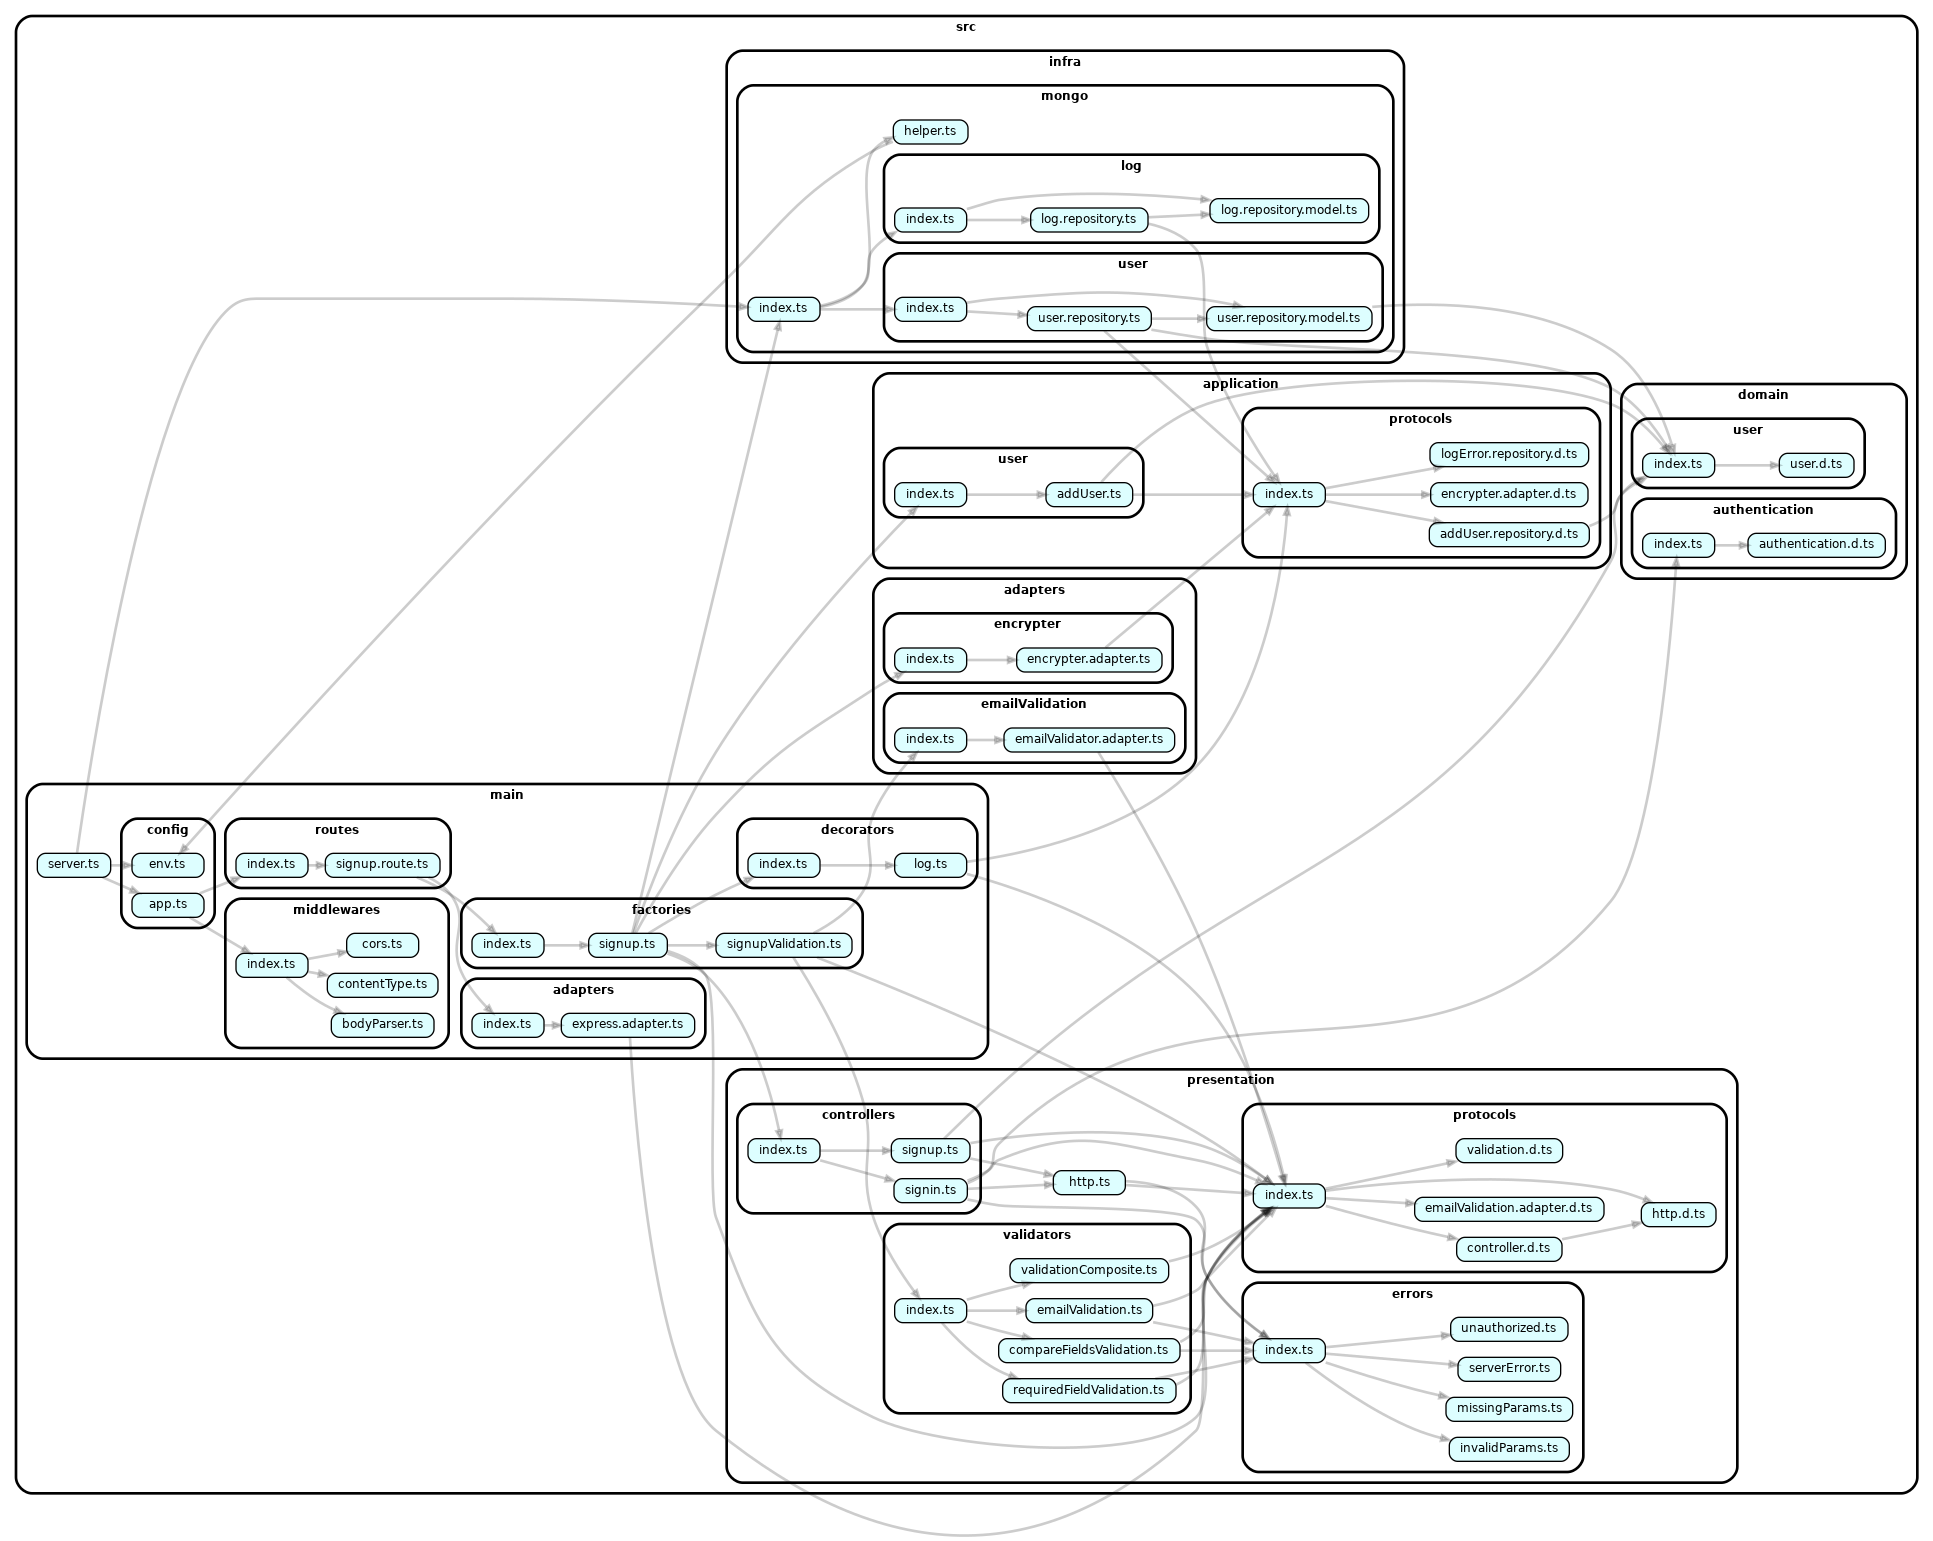 src
infra
mongo
helper.ts
log
index.ts
log.repository.ts
log.repository.model.ts
user
index.ts
index.ts
user.repository.ts
user.repository.model.ts
application
protocols
logError.repository.d.ts
user
index.ts
addUser.ts
index.ts
encrypter.adapter.d.ts
addUser.repository.d.ts
domain
user
index.ts
user.d.ts
authentication
index.ts
authentication.d.ts
adapters
encrypter
index.ts
encrypter.adapter.ts
emailValidation
index.ts
emailValidator.adapter.ts
main
config
server.ts
env.ts
app.ts
routes
index.ts
signup.route.ts
decorators
index.ts
log.ts
middlewares
cors.ts
index.ts
contentType.ts
bodyParser.ts
factories
index.ts
signup.ts
signupValidation.ts
adapters
index.ts
express.adapter.ts
presentation
controllers
index.ts
signup.ts
signin.ts
http.ts
protocols
validation.d.ts
index.ts
emailValidation.adapter.d.ts
http.d.ts
controller.d.ts
validators
validationComposite.ts
index.ts
emailValidation.ts
compareFieldsValidation.ts
requiredFieldValidation.ts
errors
unauthorized.ts
index.ts
serverError.ts
missingParams.ts
invalidParams.ts